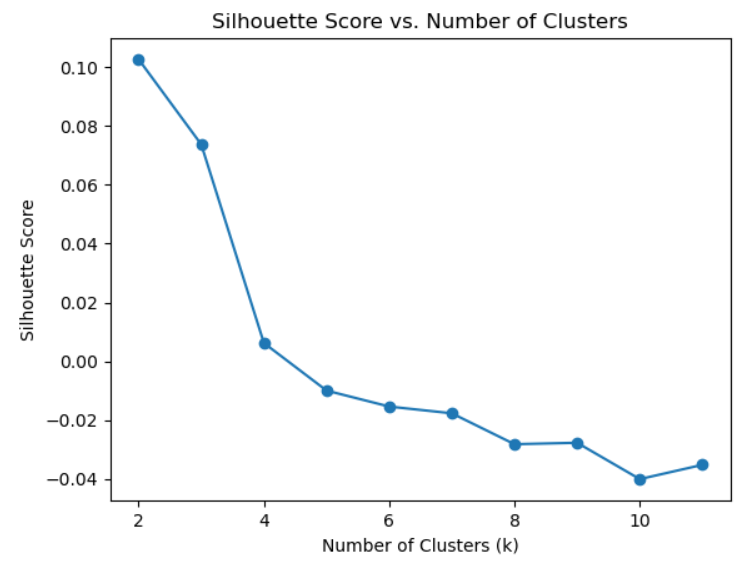 Silhouette Score vs. Number of Clusters
Silhouette Score
0.10
0.08
0.06
0.04
0.02
0.00
−0.02
−0.04
2 4 6 8 10
Number of Clusters (k)